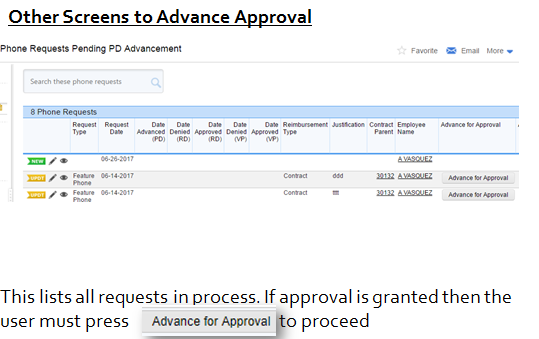 Other Screens to Advance Approval
Phone Requests Pending PD Advancement
Favorite Email More
Search these phone requests
8 Phone Requests
Request Type Request Date Date Advanced (PD) Date Denied (RD) Date Approved (RD) Date Denied (VP) Date Approved (VP) Reimbursement Type Justification Contract Parent Employee Name Advance for Approval
NEW 06-26-2017 A VASQUEZ
UPDT Feature Phone 06-14-2017 Contract ddd 30132 A VASQUEZ Advance for Approval
UPDT Feature Phone 06-14-2017 Contract ffff 30132 A VASQUEZ Advance for Approval
This lists all requests in process. If approval is granted then the
user must press Advance for Approval to proceed